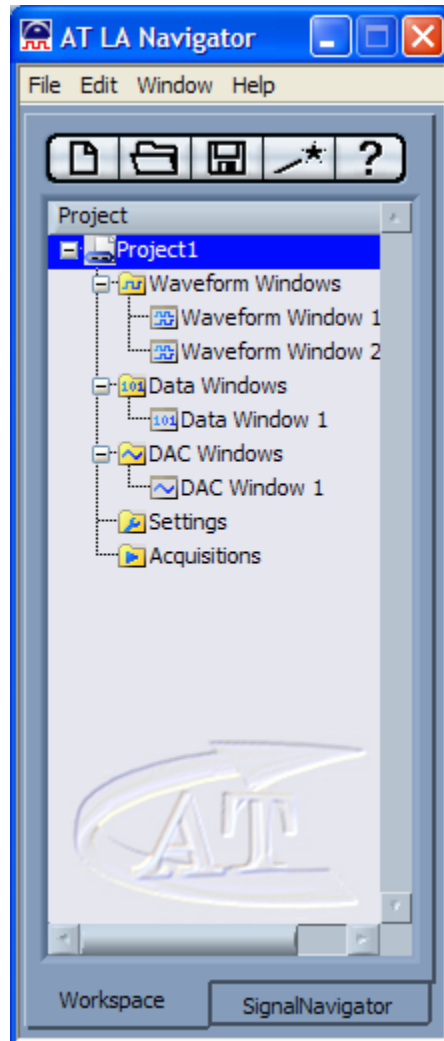 AT LA Navigator
File Edit Window Help
?
Project
Project1
Waveform Windows
Waveform Window 1
Waveform Window 2
101 Data Windows
101 Data Window 1
DAC Windows
DAC Window 1
Settings
Acquisitions
AT
Workspace SignalNavigator